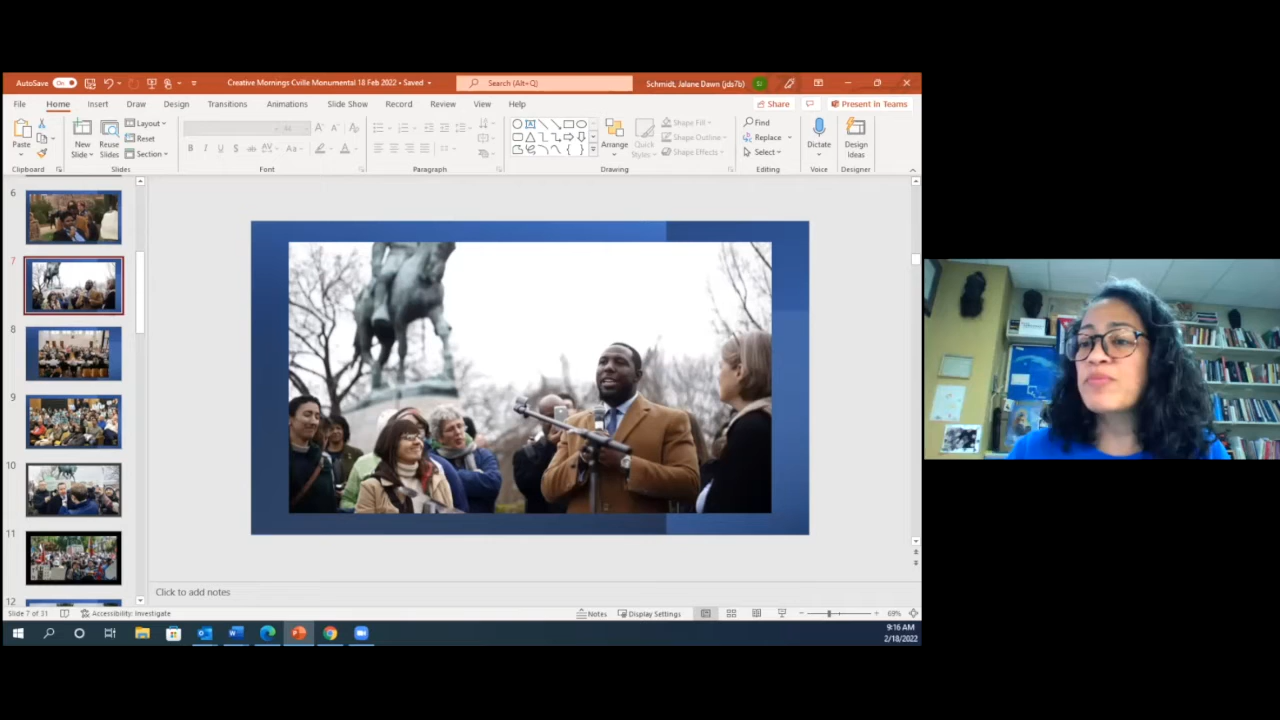 AutoSave On Creative Mornings Cville Monumental 18 Feb 2022 • Saved Search (Alt+Q) Schmidt, Jalane Dawn (jds7b)
File Home Insert Draw Design Transitions Animations Slide Show Record Review View Help Share Present in Teams
Paste New Slide Reuse Slides Layout Reset Section Arrange Quick Styles Shape Fill Shape Outline Shape Effects Find Replace Select Dictate Design Ideas
Clipboard Slides Font Paragraph Drawing Editing Voice Designer
6
7
8
9
10
11
12
Click to add notes
Slide 7 of 31 Accessibility: Investigate Notes Display Settings 69%
9:16 AM
2/18/2022